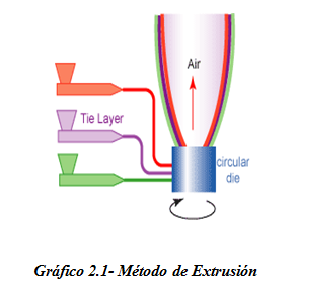 Air
Tie Layer
circular
die
Gráfico 2.1- Método de Extrusión